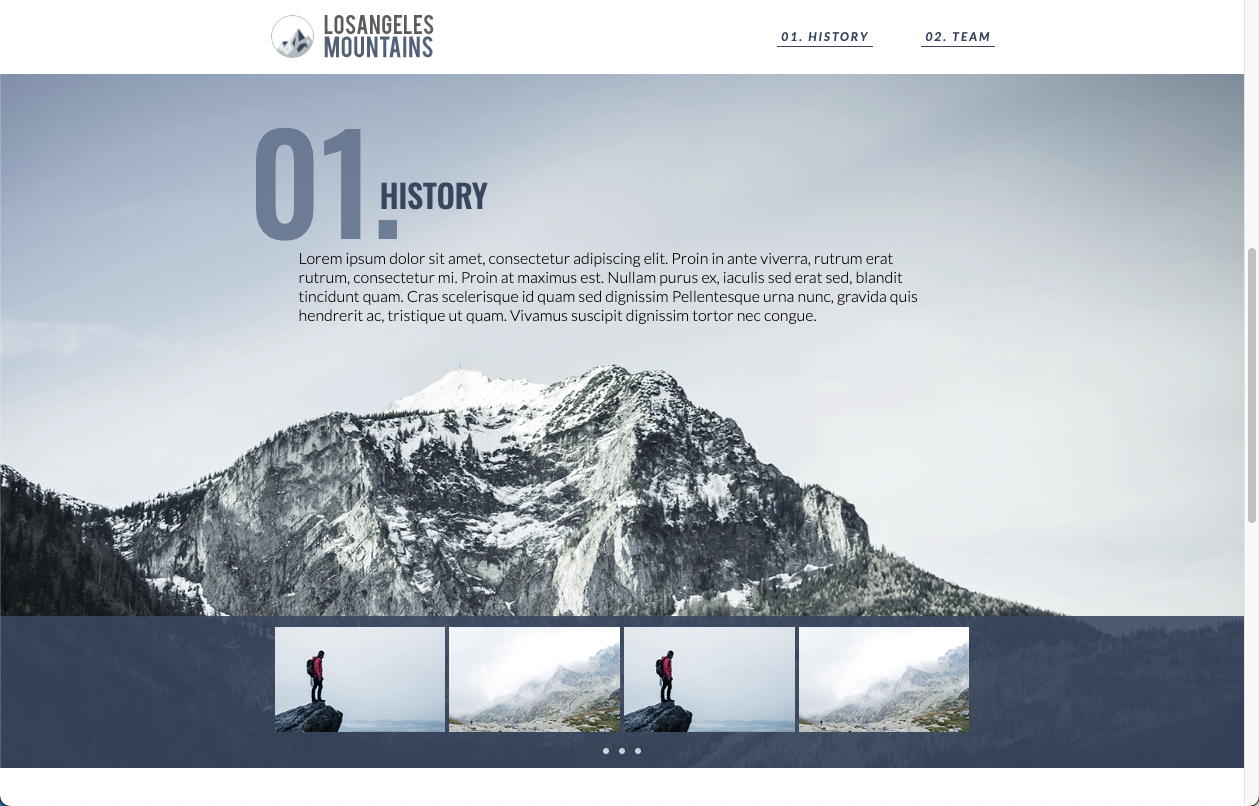 LOSANGELES
MOUNTAINS
01. HISTORY
02. TEAM
01.
HISTORY
Lorem ipsum dolor sit amet, consectetur adipiscing elit. Proin in ante viverra, rutrum erat
rutrum, consectetur mi. Proin at maximus est. Nullam purus ex, iaculis sed erat sed, blandit
tincidunt quam. Cras scelerisque id quam sed dignissim Pellentesque urna nunc, gravida quis
hendrerit ac, tristique ut quam. Vivamus suscipit dignissim tortor nec congue.